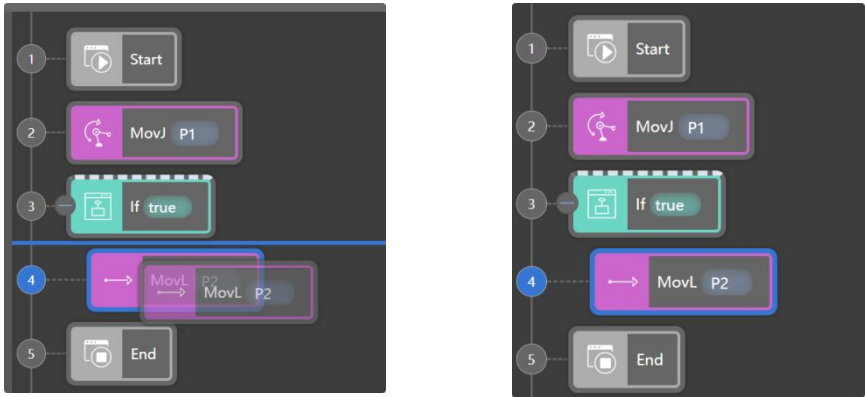 1 Start
2 MovJ P1
3 If true
4 MovL P2
MovL P2
5 End
1 Start
2 MovJ P1
3 If true
4 MovL P2
5 End